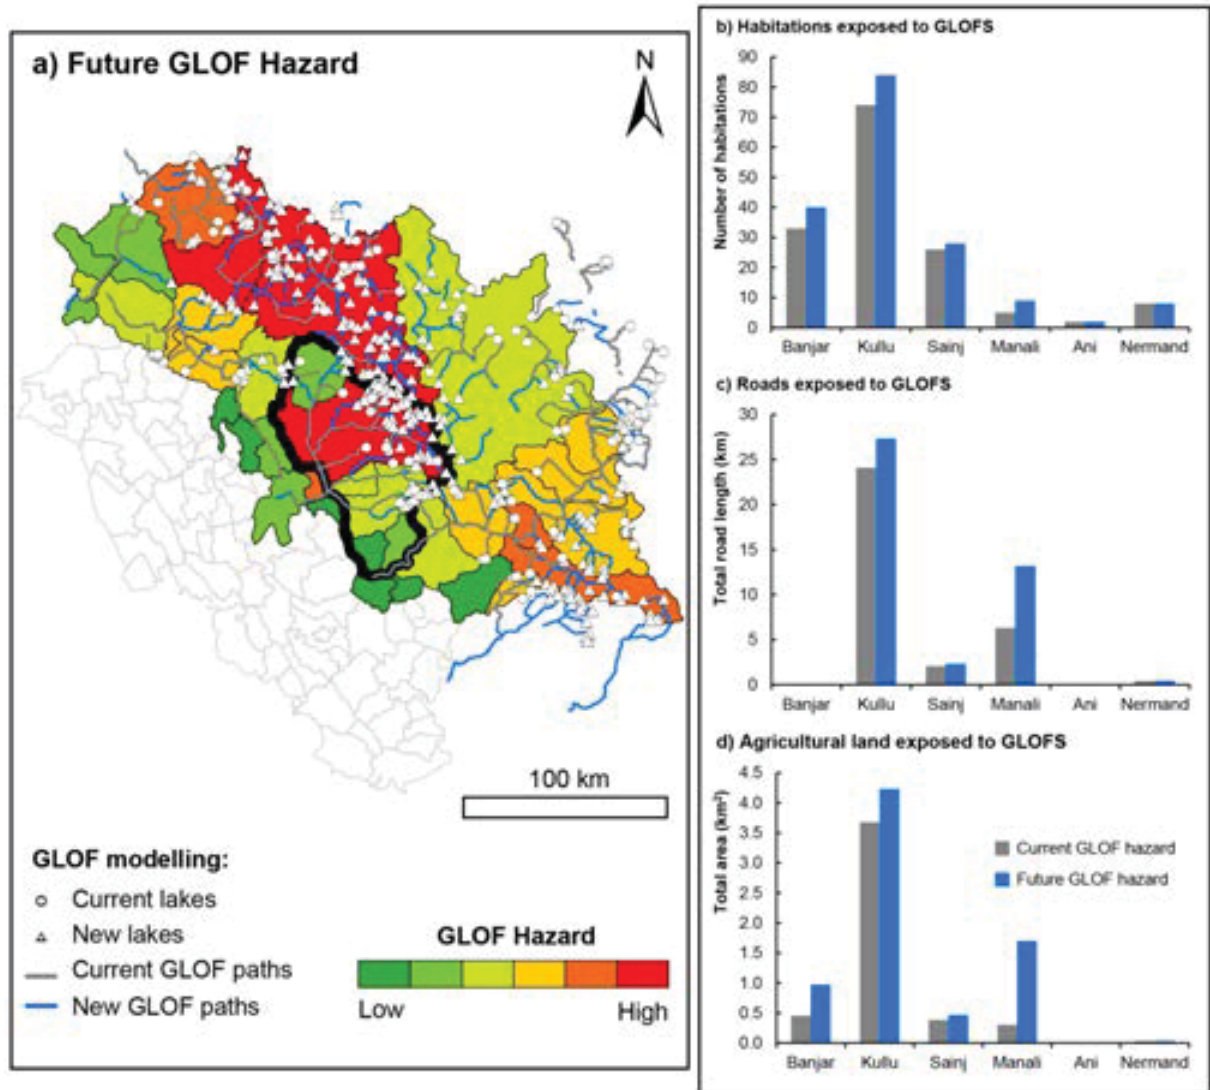 a) Future GLOF Hazard
N
100 km
GLOF modelling:
Current lakes
New lakes
Current GLOF paths
New GLOF paths
GLOF Hazard
Low
High
b) Habitations exposed to GLOFS
Number of habitations
90
80
70
60
50
40
30
20
10
0
Banjar Kullu Sainj Manali Ani Nermand
c) Roads exposed to GLOFS
Total road length (km)
30
25
20
15
10
5
0
Banjar Kullu Sainj Manali Ani Nermand
d) Agricultural land exposed to GLOFS
Total area (km²)
4.5
4.0
3.5
3.0
2.5
2.0
1.5
1.0
0.5
0.0
Current GLOF hazard
Future GLOF hazard
Banjar Kullu Sainj Manali Ani Nermand